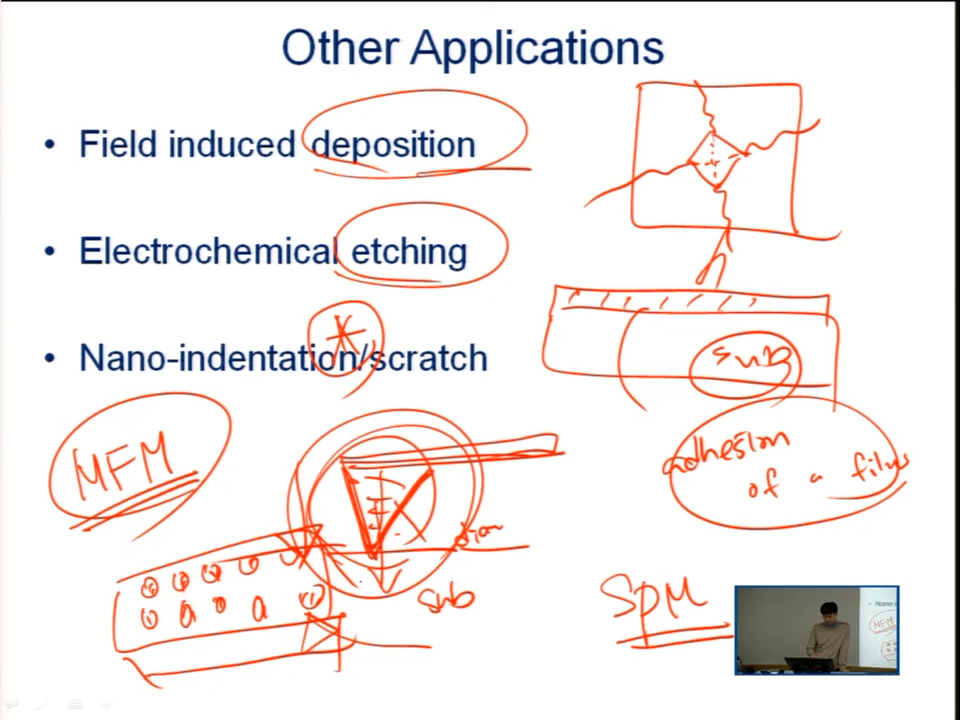 Other Applications
• Field induced deposition
• Electrochemical etching
• Nano-indentation/scratch
sub
MFM
adhesion
of a film
sub
SPM